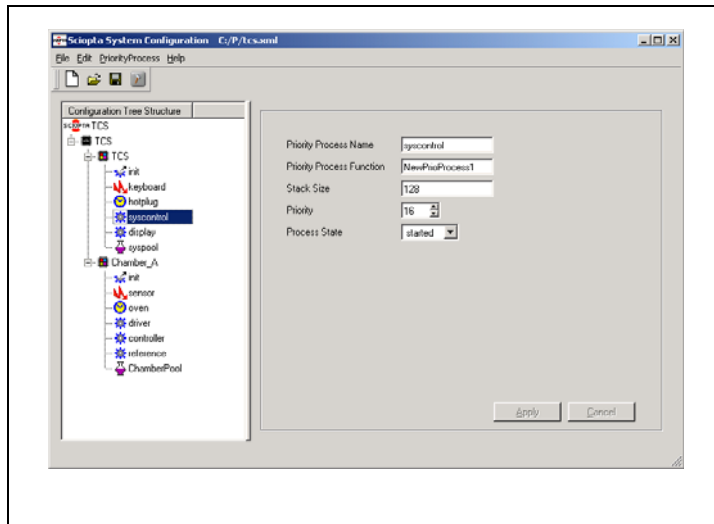 Sciopta System Configuration C:/P/tcs.xml
File Edit PriorityProcess Help
Configuration Tree Structure
SCIOPTA TCS
TCS
TCS
init
keyboard
hotplug
syscontrol
display
syspool
Chamber_A
init
sensor
oven
driver
controller
reference
ChamberPool
Priority Process Name syscontrol
Priority Process Function NewPrioProcess1
Stack Size 128
Priority 16
Process State started
Apply Cancel